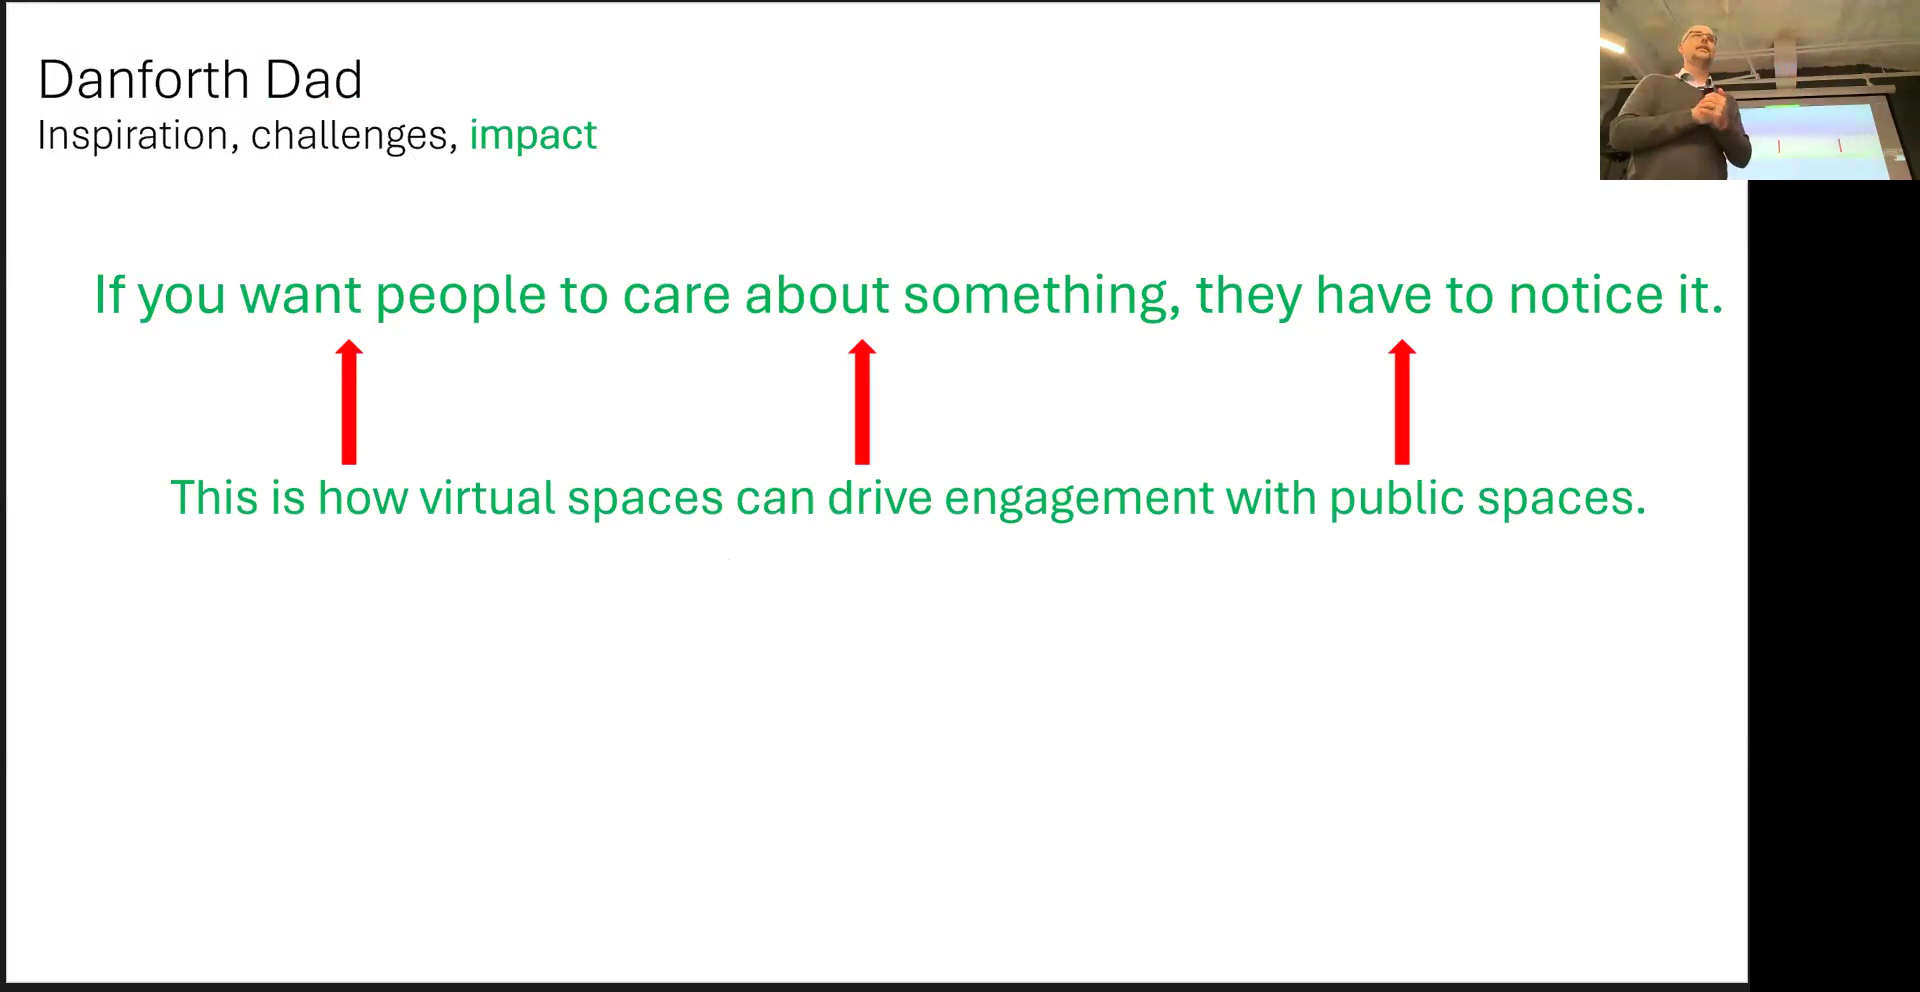 Danforth Dad
Inspiration, challenges, impact
If you want people to care about something, they have to notice it.
This is how virtual spaces can drive engagement with public spaces.